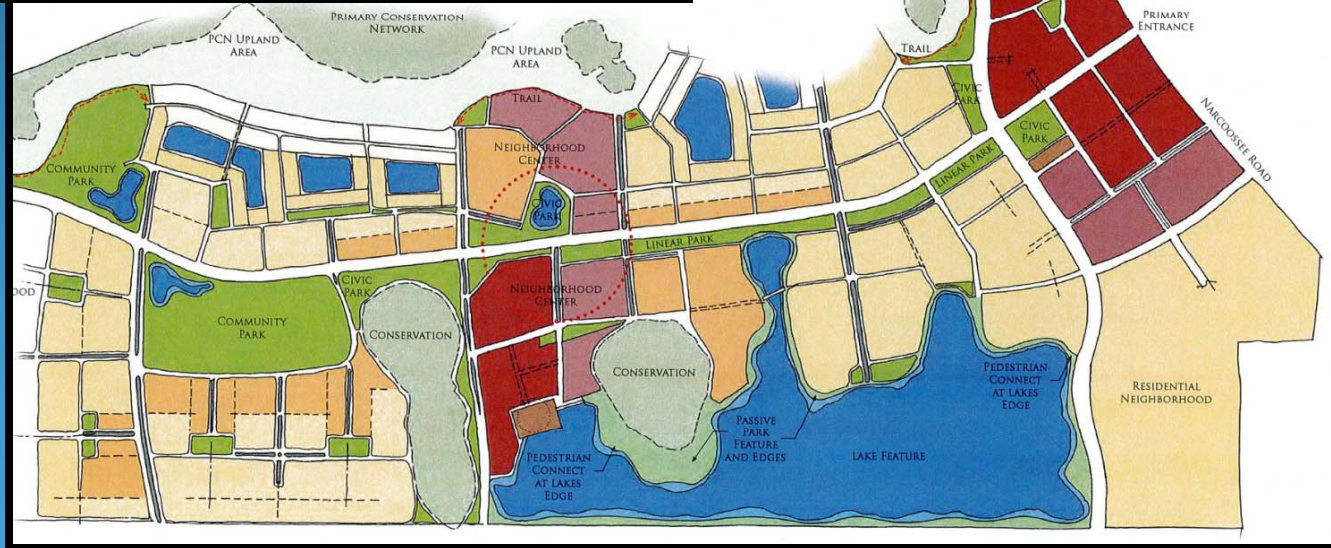 PRIMARY CONSERVATION
NETWORK
PCN UPLAND
AREA
PCN UPLAND
AREA
PRIMARY
ENTRANCE
TRAIL
TRAIL
CIVIC
PARK
CIVIC
PARK
NARCOOSSEE ROAD
NEIGHBORHOOD
CENTER
COMMUNITY
PARK
LINEAR PARK
CIVIC
PARK
LINEAR PARK
CIVIC
PARK
OOD
NEIGHBORHOOD
CENTER
COMMUNITY
PARK
CONSERVATION
CONSERVATION
PEDESTRIAN
CONNECT
AT LAKES
EDGE
RESIDENTIAL
NEIGHBORHOOD
PASSIVE
PARK
FEATURE
AND EDGES
LAKE FEATURE
PEDESTRIAN
CONNECT
AT LAKES
EDGE